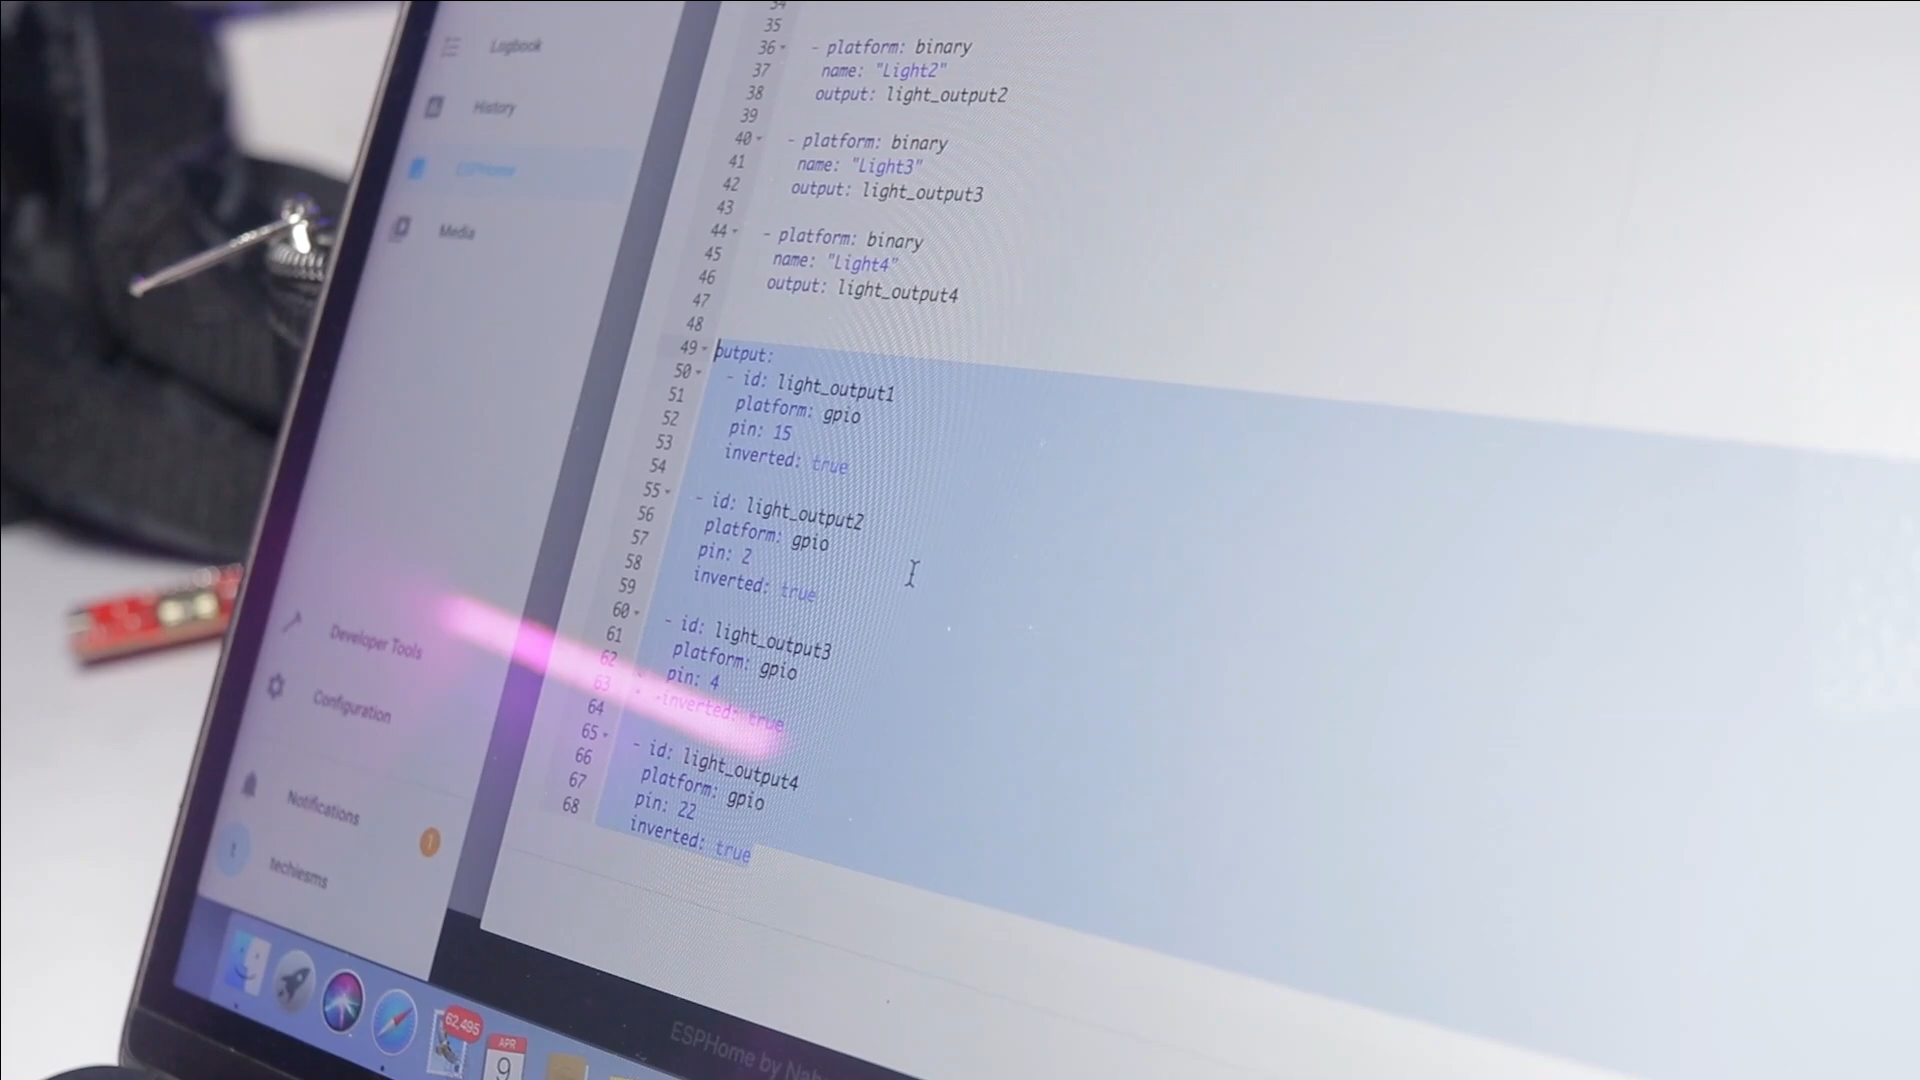 Logbook
History
ESPHome
Media
Developer Tools
Configuration
Notifications
1
t
techiesms
35
36 - platform: binary
37 name: "Light2"
38 output: light_output2
39
40 - platform: binary
41 name: "Light3"
42 output: light_output3
43
44 - platform: binary
45 name: "Light4"
46 output: light_output4
47
48
49 output:
50 - id: light_output1
51 platform: gpio
52 pin: 15
53 inverted: true
54
55 - id: light_output2
56 platform: gpio
57 pin: 2
58 inverted: true
59
60 - id: light_output3
61 platform: gpio
62 pin: 4
63 inverted: true
64
65 - id: light_output4
66 platform: gpio
67 pin: 22
68 inverted: true
62,495
APR
9
ESPHome by